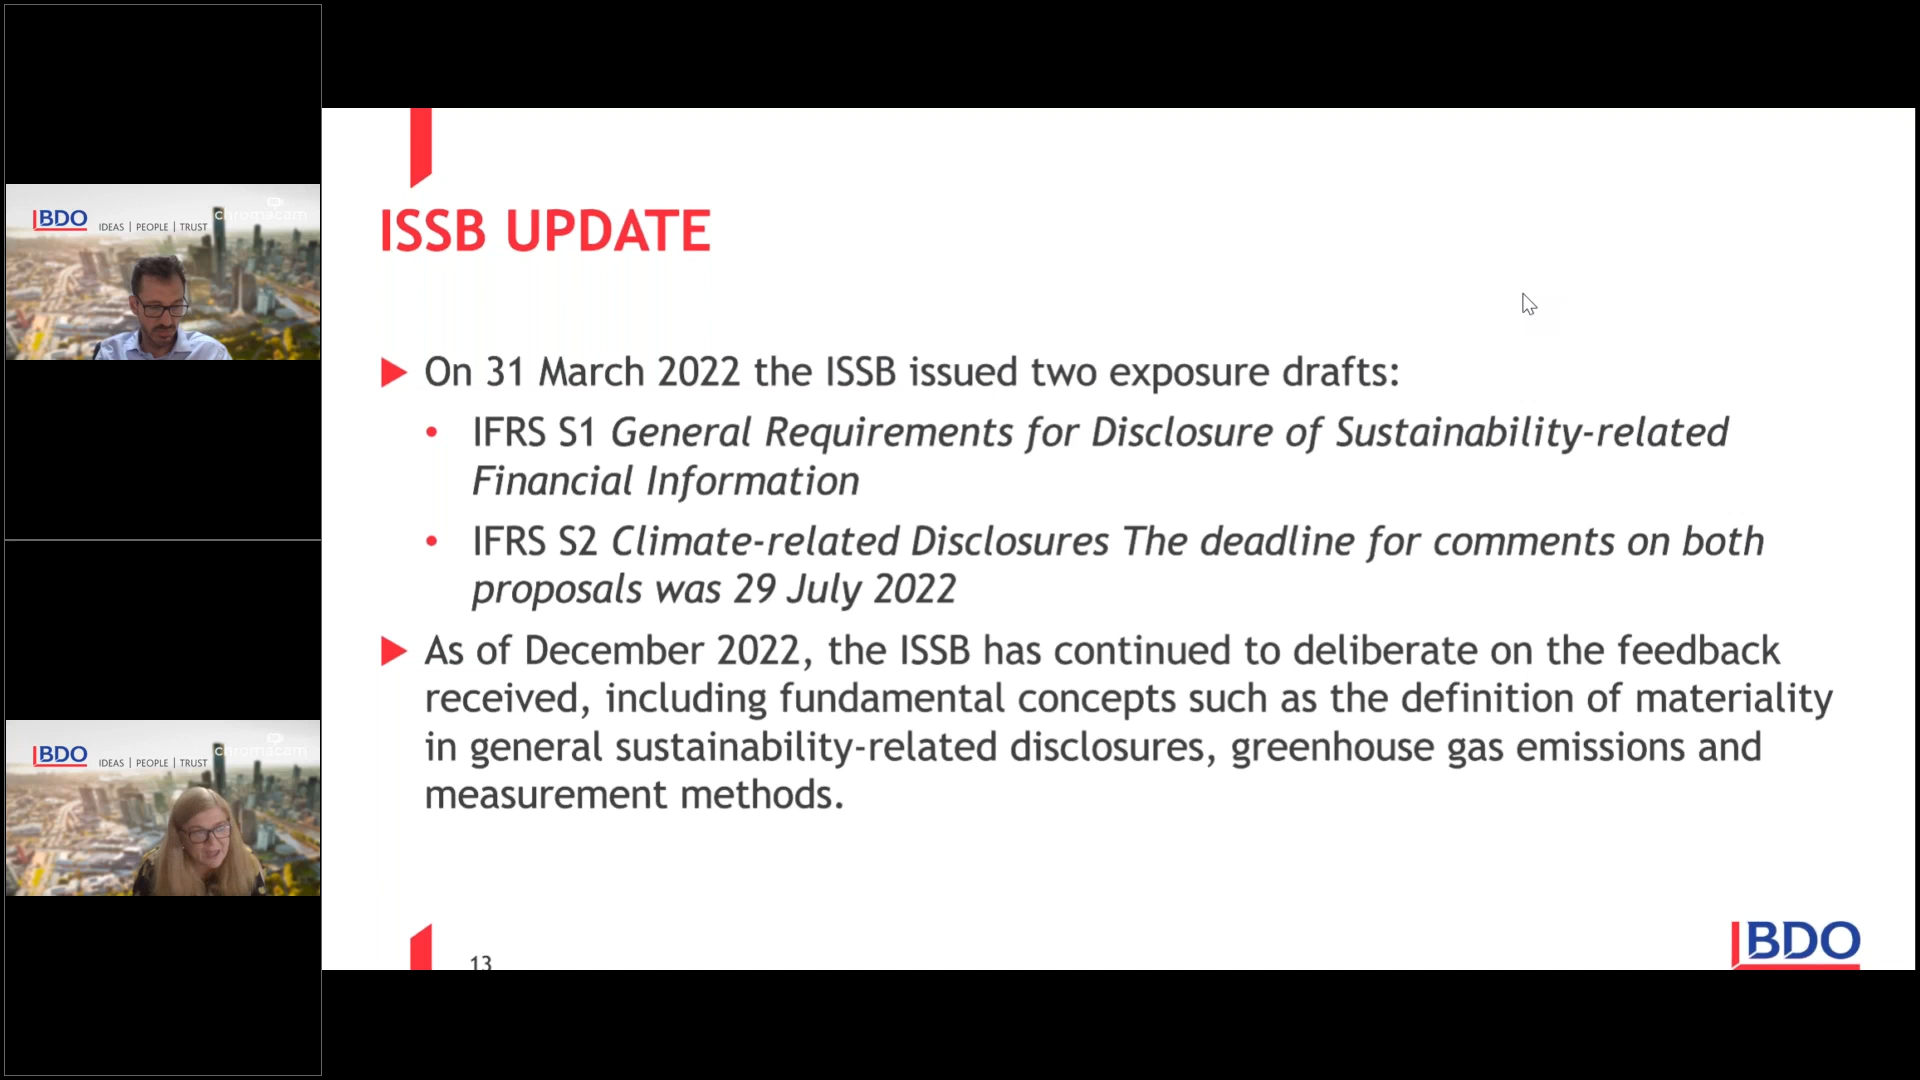 BDO
IDEAS | PEOPLE | TRUST
chromacam
BDO
IDEAS | PEOPLE | TRUST
chromacam
ISSB UPDATE
On 31 March 2022 the ISSB issued two exposure drafts:
IFRS S1 General Requirements for Disclosure of Sustainability-related
Financial Information
IFRS S2 Climate-related Disclosures The deadline for comments on both
proposals was 29 July 2022
As of December 2022, the ISSB has continued to deliberate on the feedback
received, including fundamental concepts such as the definition of materiality
in general sustainability-related disclosures, greenhouse gas emissions and
measurement methods.
13
BDO